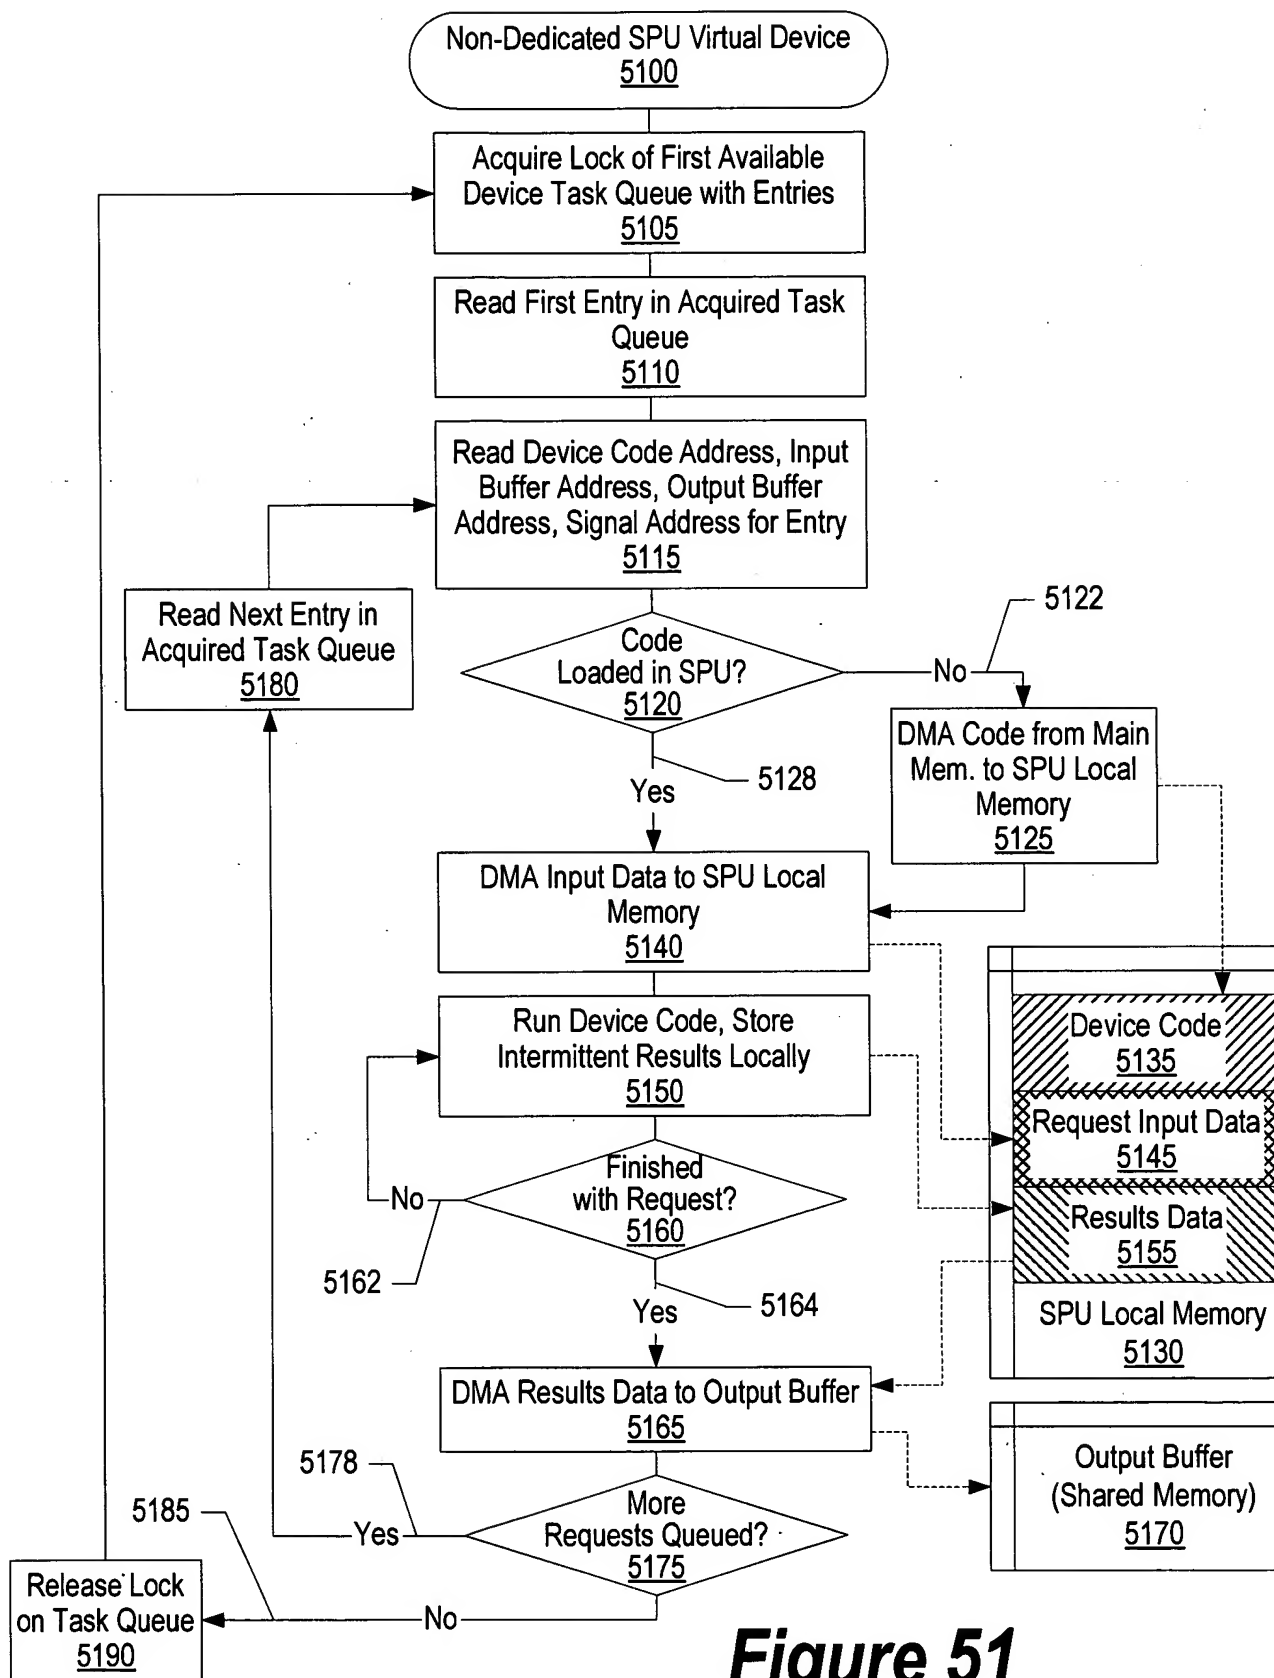 Non-Dedicated SPU Virtual Device
5100
Acquire Lock of First Available
Device Task Queue with Entries
5105
Read First Entry in Acquired Task
Queue
5110
Read Device Code Address, Input
Buffer Address, Output Buffer
Address, Signal Address for Entry
5115
Read Next Entry in
Acquired Task Queue
5180
Code
Loaded in SPU?
5120
No
5122
DMA Code from Main
Mem. to SPU Local
Memory
5125
5128
Yes
DMA Input Data to SPU Local
Memory
5140
Run Device Code, Store
Intermittent Results Locally
5150
Device Code
5135
Request Input Data
5145
Results Data
5155
SPU Local Memory
5130
Finished
with Request?
5160
No
5162
5164
Yes
DMA Results Data to Output Buffer
5165
Output Buffer
(Shared Memory)
5170
More
Requests Queued?
5175
5178
Yes
5185
No
Release Lock
on Task Queue
5190
Figure 51